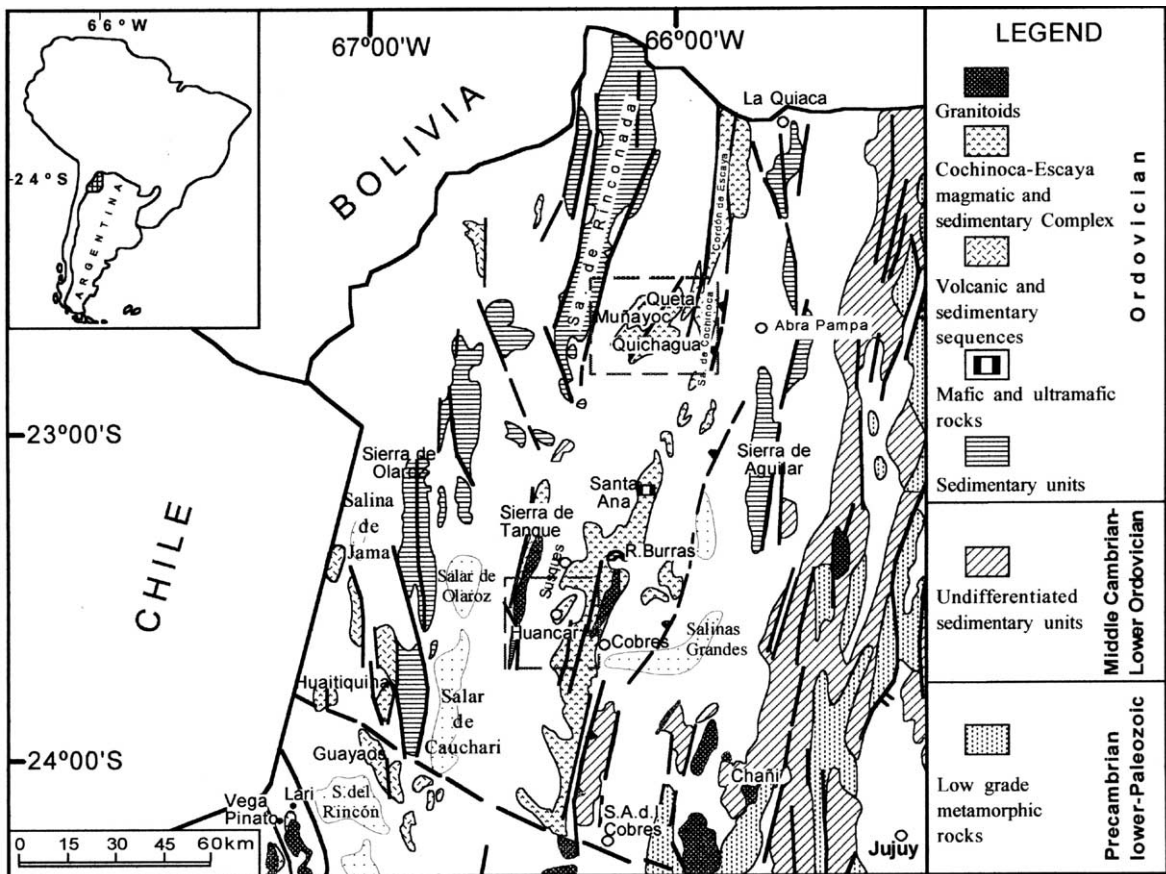 66°W
24°S
ARGENTINA
67°00'W
66°00'W
BOLIVIA
La Quiaca
Sa. de Rinconada
Cordón de Escaya
Sa. de Cochinoca
Queta
Muñayoc
Quichagua
Abra Pampa
23°00'S
Sierra de
Olaroz
Sierra de
Aguilar
Santa
Ana
Salina
de
Jama
Sierra de
Tanque
R.Burras
Susques
Salar de
Olaroz
CHILE
Huancar
Cobres
Salinas
Grandes
Huaitiquina
Salar
de
Cauchari
24°00'S
Guayaos
Chañi
Lari
Vega
Pinato
S.del
Rincón
S.A.d.l.
Cobres
Jujuy
0 15 30 45 60km
LEGEND
Granitoids
Cochinoca-Escaya
magmatic and
sedimentary Complex
Volcanic and
sedimentary
sequences
Mafic and ultramafic
rocks
Sedimentary units
Ordovician
Undifferentiated
sedimentary units
Middle Cambrian-
Lower Ordovician
Low grade
metamorphic
rocks
Precambrian
lower-Paleozoic